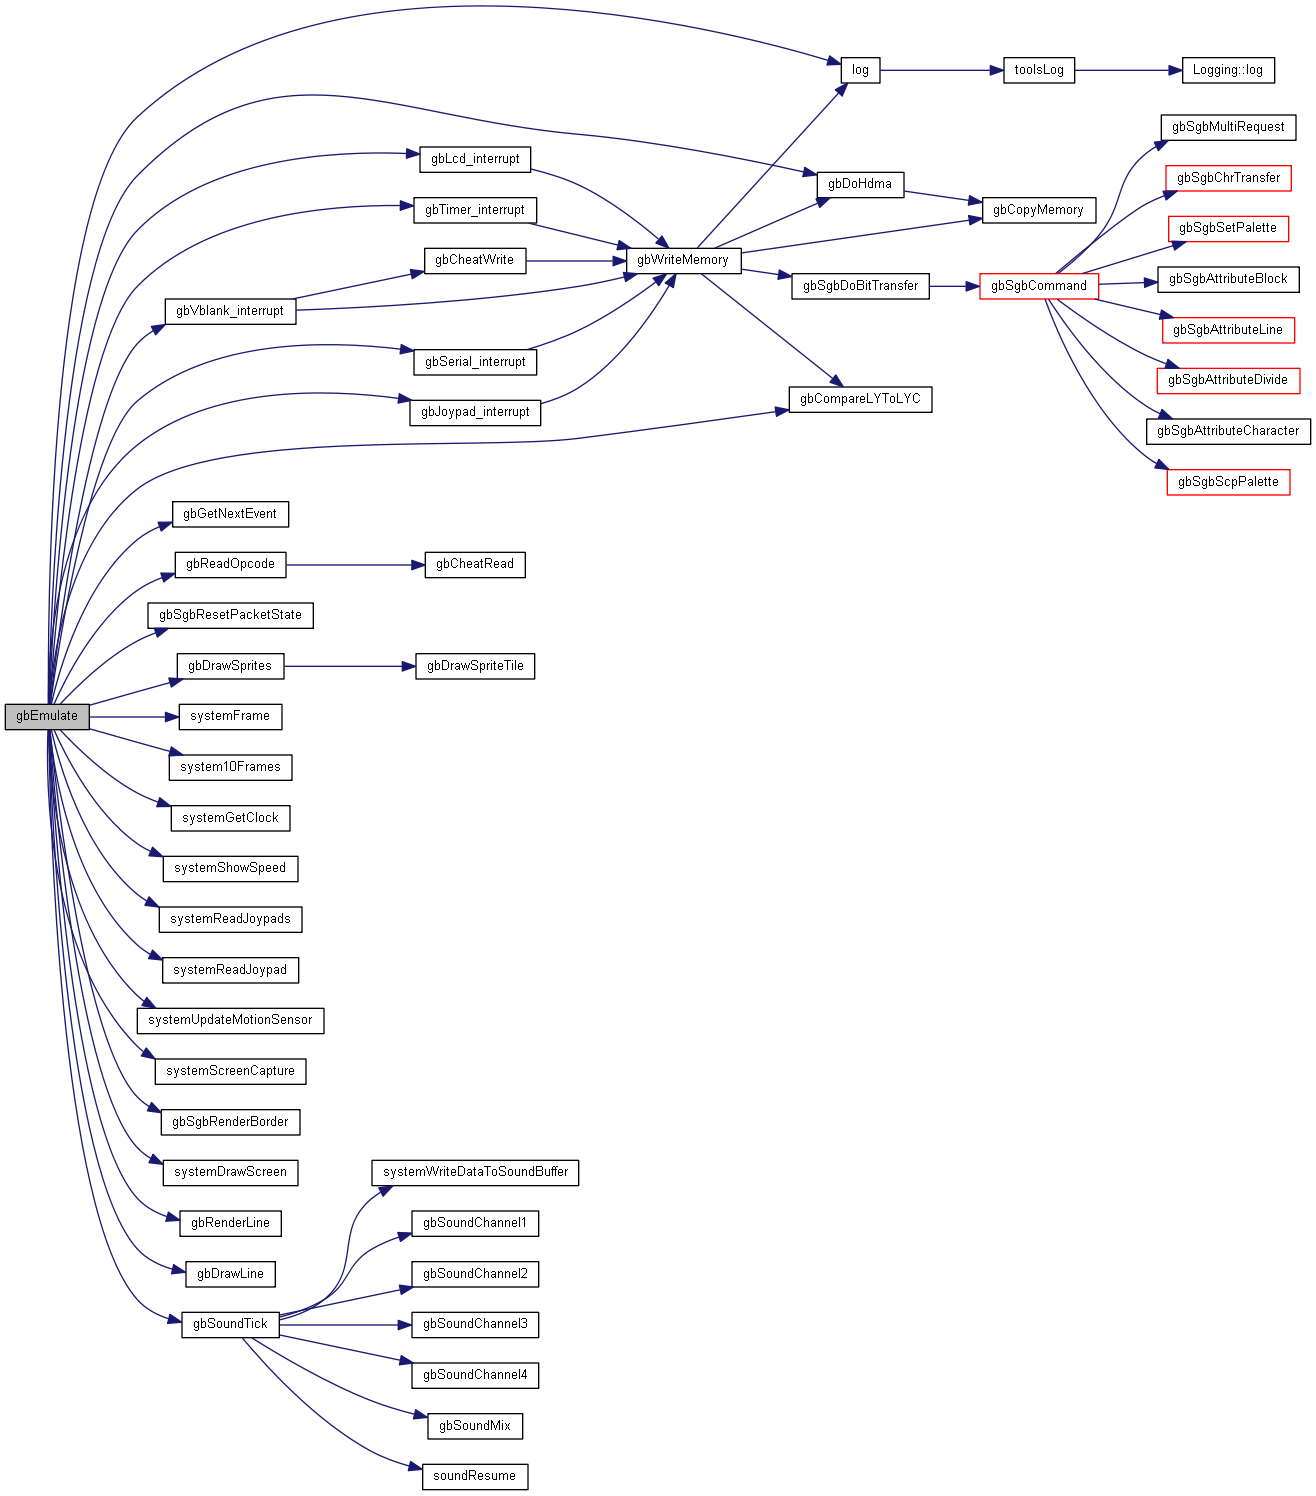 log
toolsLog
Logging::log
gbSgbMultiRequest
gbLcd_interrupt
gbDoHdma
gbSgbChrTransfer
gbTimer_interrupt
gbCopyMemory
gbSgbSetPalette
gbCheatWrite
gbWriteMemory
gbSgbDoBitTransfer
gbSgbCommand
gbSgbAttributeBlock
gbVblank_interrupt
gbSgbAttributeLine
gbSerial_interrupt
gbSgbAttributeDivide
gbJoypad_interrupt
gbCompareLYToLYC
gbSgbAttributeCharacter
gbSgbScpPalette
gbGetNextEvent
gbReadOpcode
gbCheatRead
gbSgbResetPacketState
gbDrawSprites
gbDrawSpriteTile
gbEmulate
systemFrame
system10Frames
systemGetClock
systemShowSpeed
systemReadJoypads
systemReadJoypad
systemUpdateMotionSensor
systemScreenCapture
gbSgbRenderBorder
systemDrawScreen
systemWriteDataToSoundBuffer
gbRenderLine
gbSoundChannel1
gbDrawLine
gbSoundChannel2
gbSoundTick
gbSoundChannel3
gbSoundChannel4
gbSoundMix
soundResume